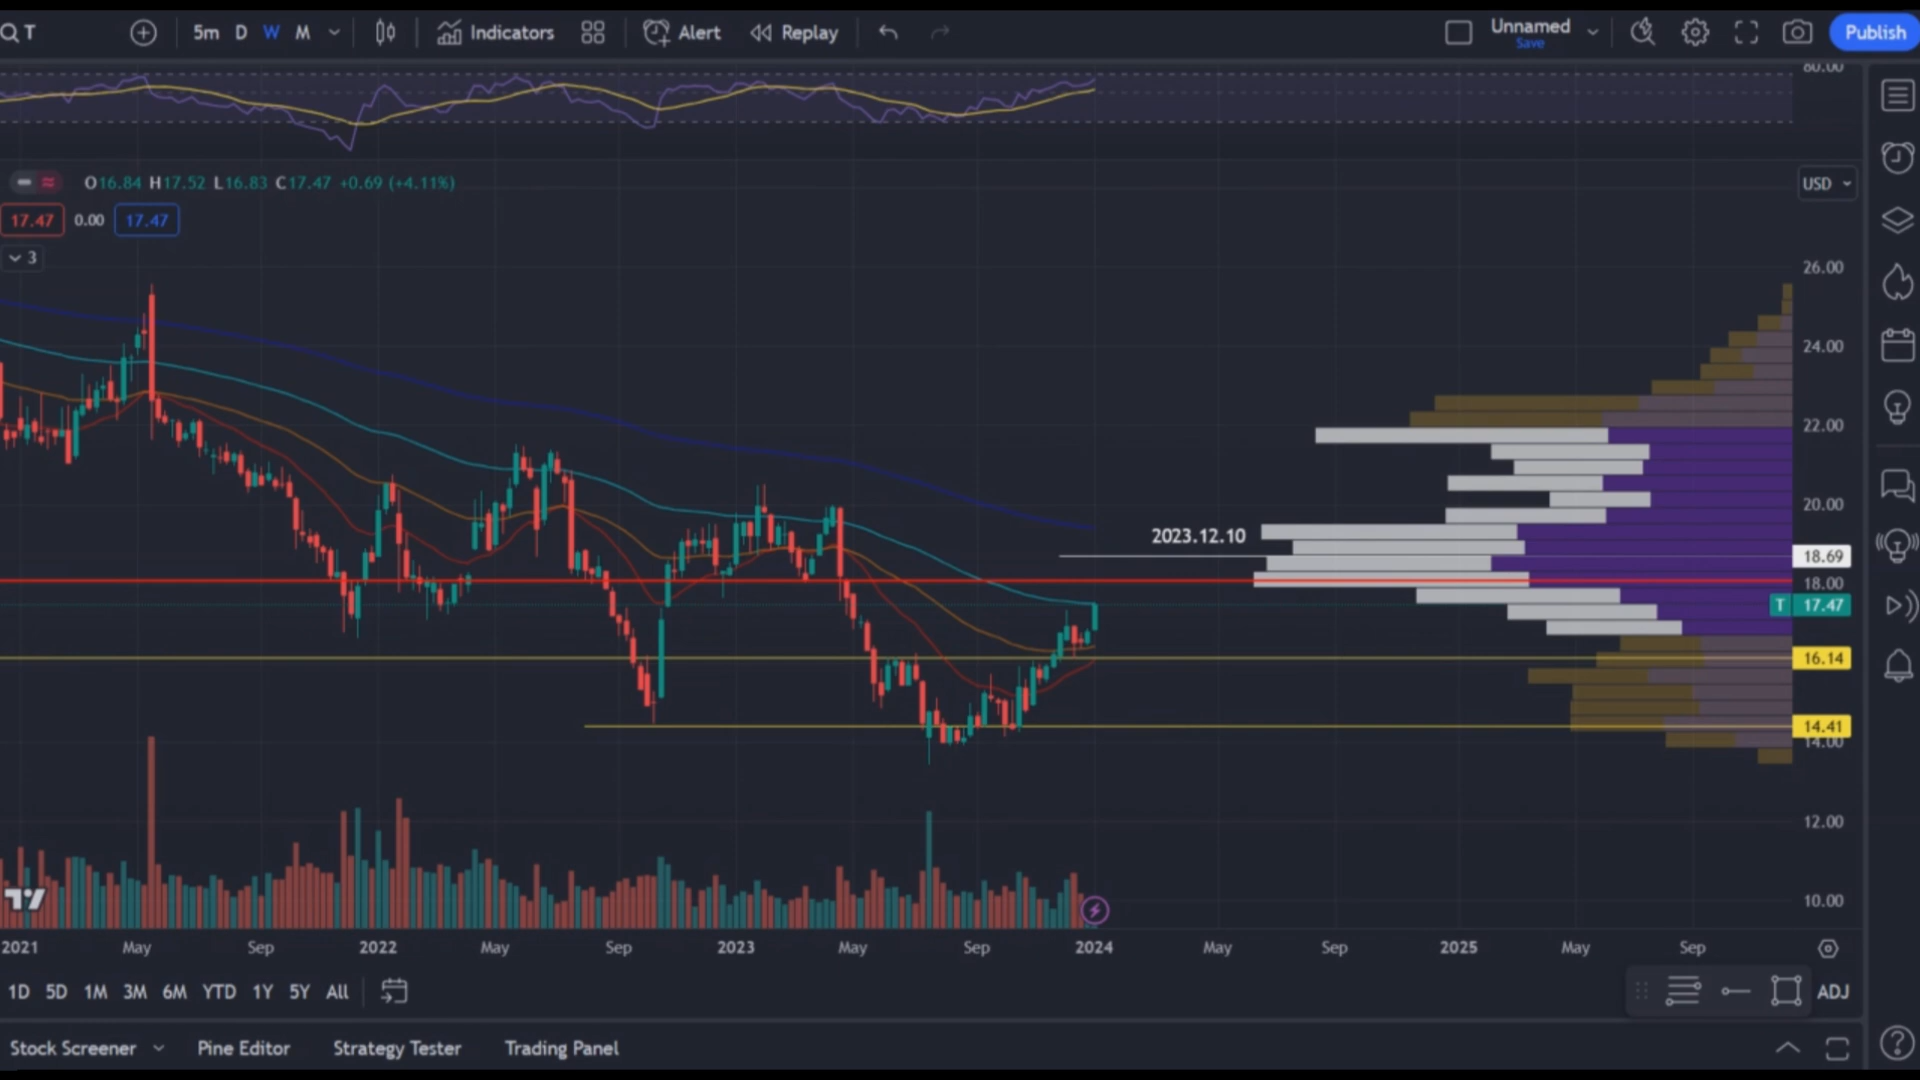 T 5m D W M Indicators Alert Replay Unnamed Save Publish
80.00
O16.84 H17.52 L16.83 C17.47 +0.69 (+4.11%) USD
17.47 0.00 17.47
3
26.00
24.00
22.00
20.00
2023.12.10
18.69
18.00
T 17.47
16.14
14.41
14.00
12.00
10.00
2021 May Sep 2022 May Sep 2023 May Sep 2024 May Sep 2025 May Sep
1D 5D 1M 3M 6M YTD 1Y 5Y All ADJ
Stock Screener Pine Editor Strategy Tester Trading Panel